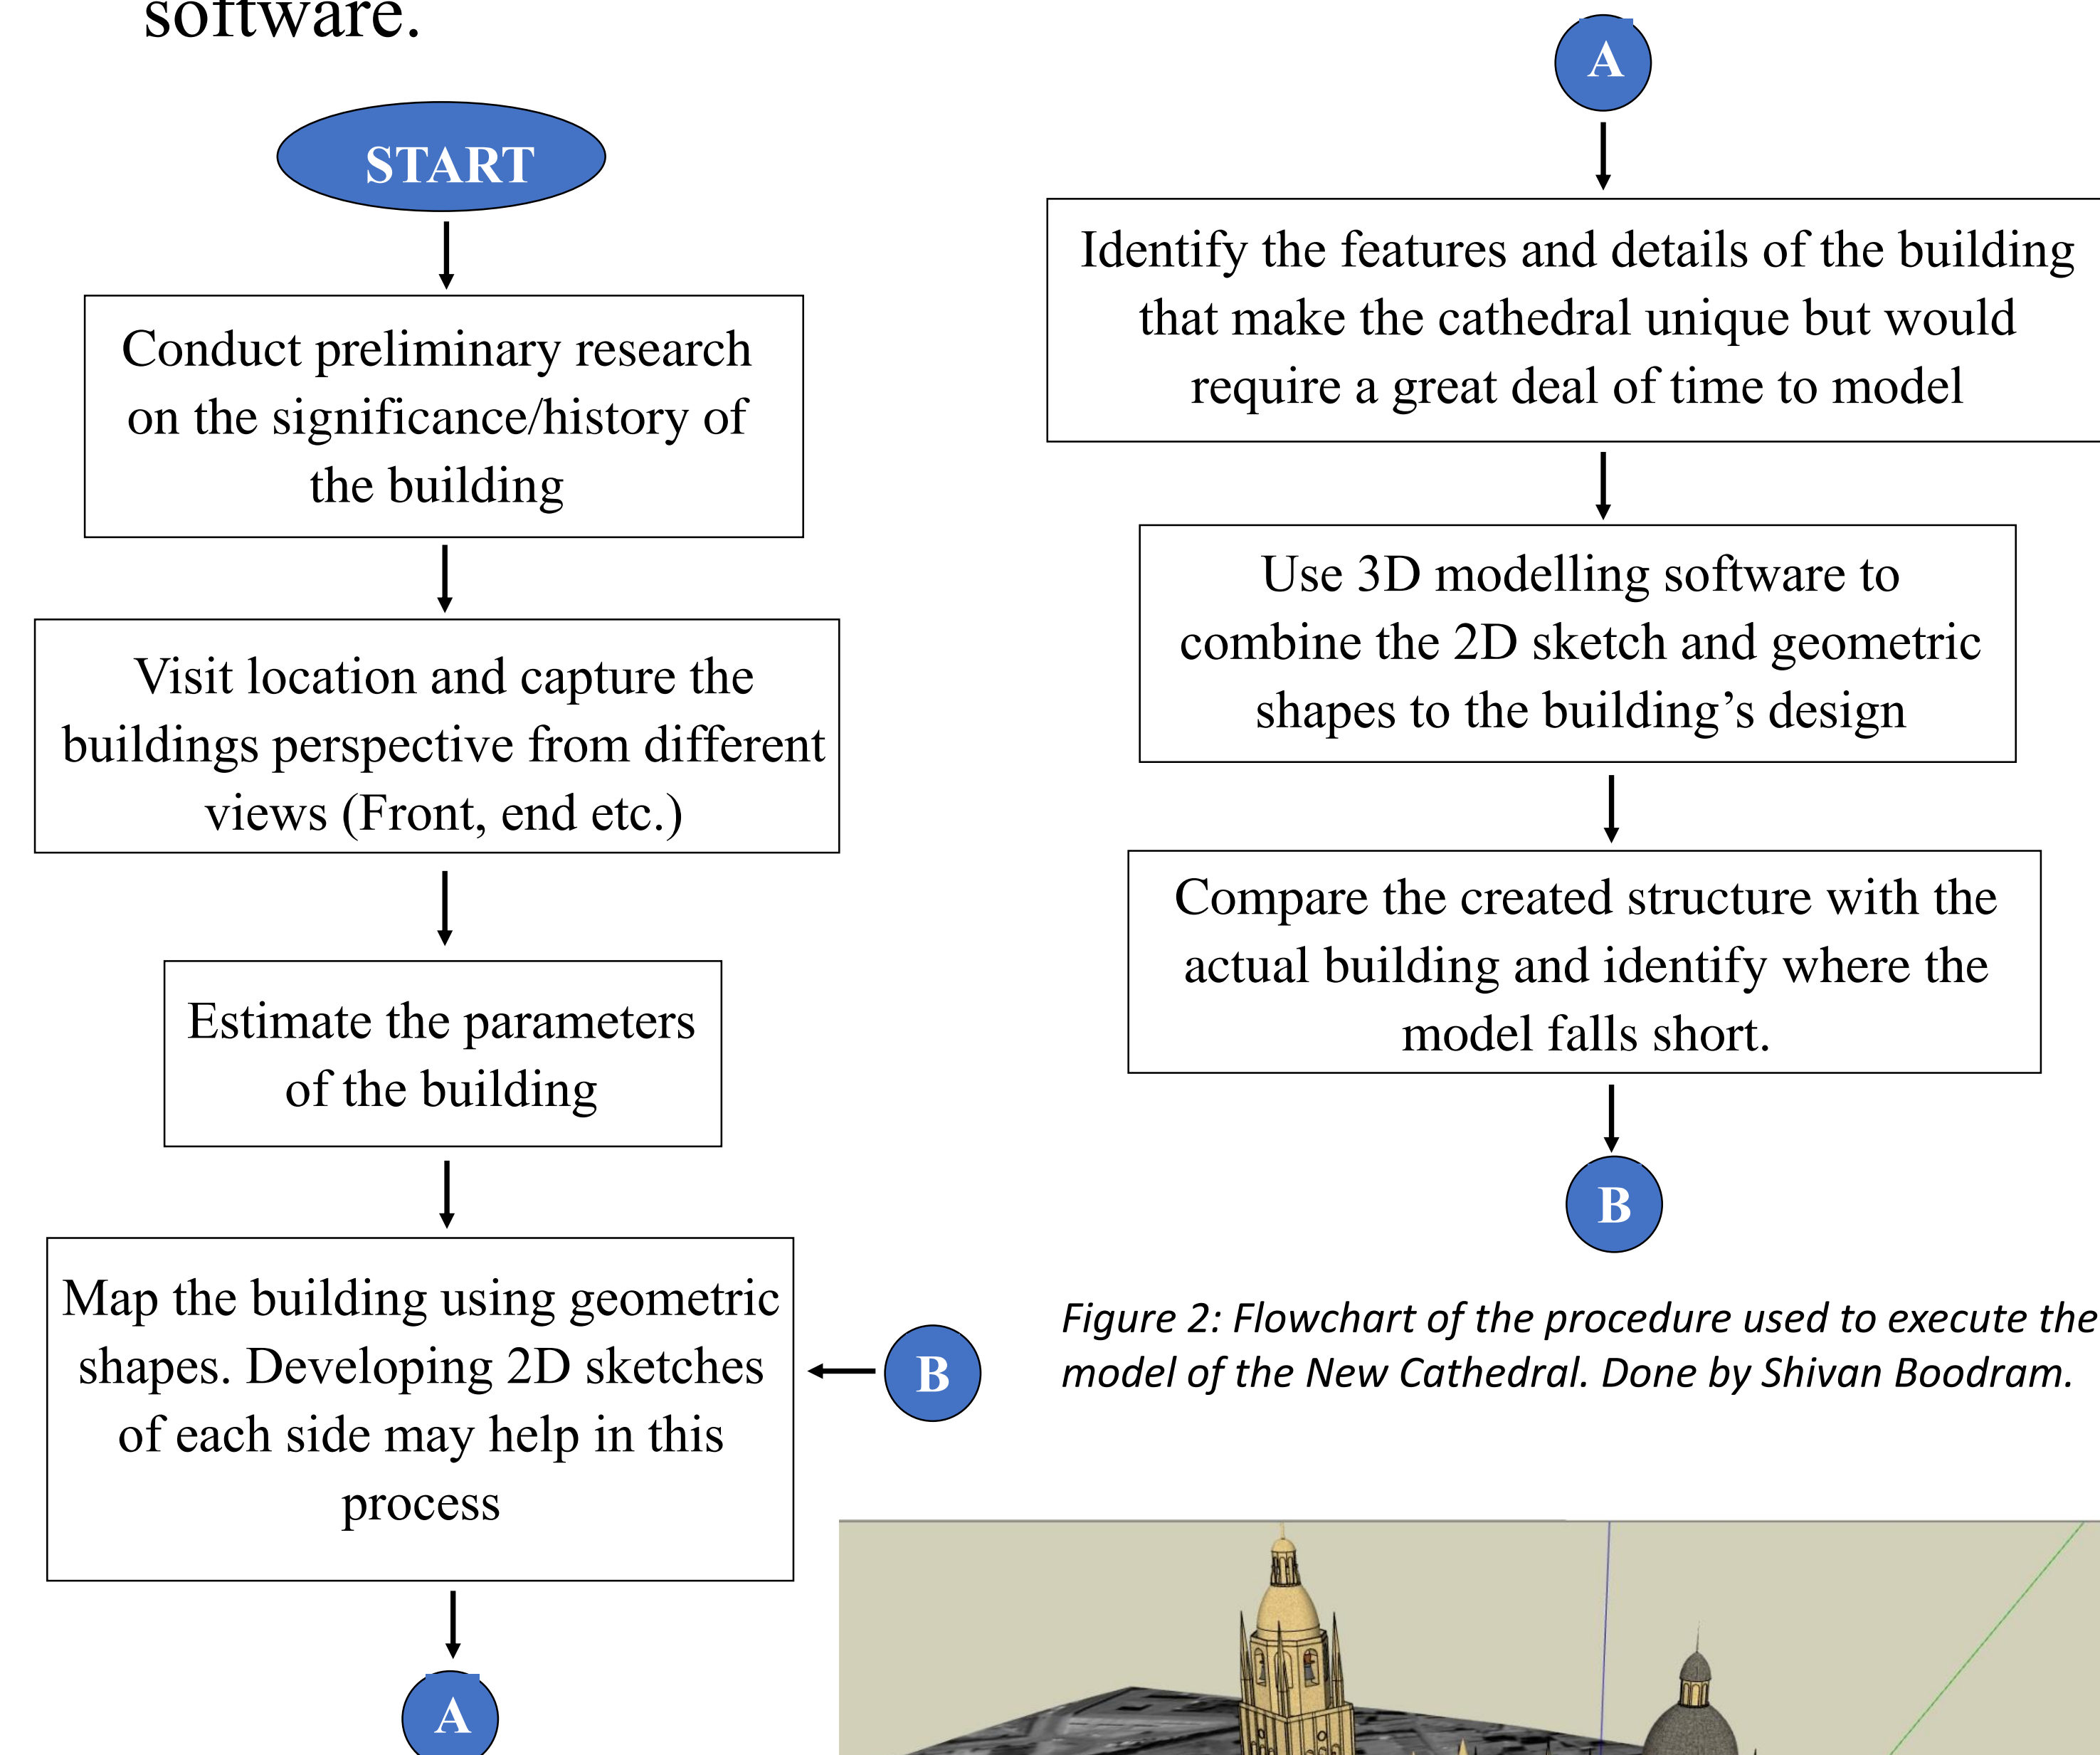 software.
START
Conduct preliminary research
on the significance/history of
the building
Visit location and capture the
buildings perspective from different
views (Front, end etc.)
Estimate the parameters
of the building
Map the building using geometric
shapes. Developing 2D sketches
of each side may help in this
process
B
A
A
Identify the features and details of the building
that make the cathedral unique but would
require a great deal of time to model
Use 3D modelling software to
combine the 2D sketch and geometric
shapes to the building’s design
Compare the created structure with the
actual building and identify where the
model falls short.
B
Figure 2: Flowchart of the procedure used to execute the
model of the New Cathedral. Done by Shivan Boodram.